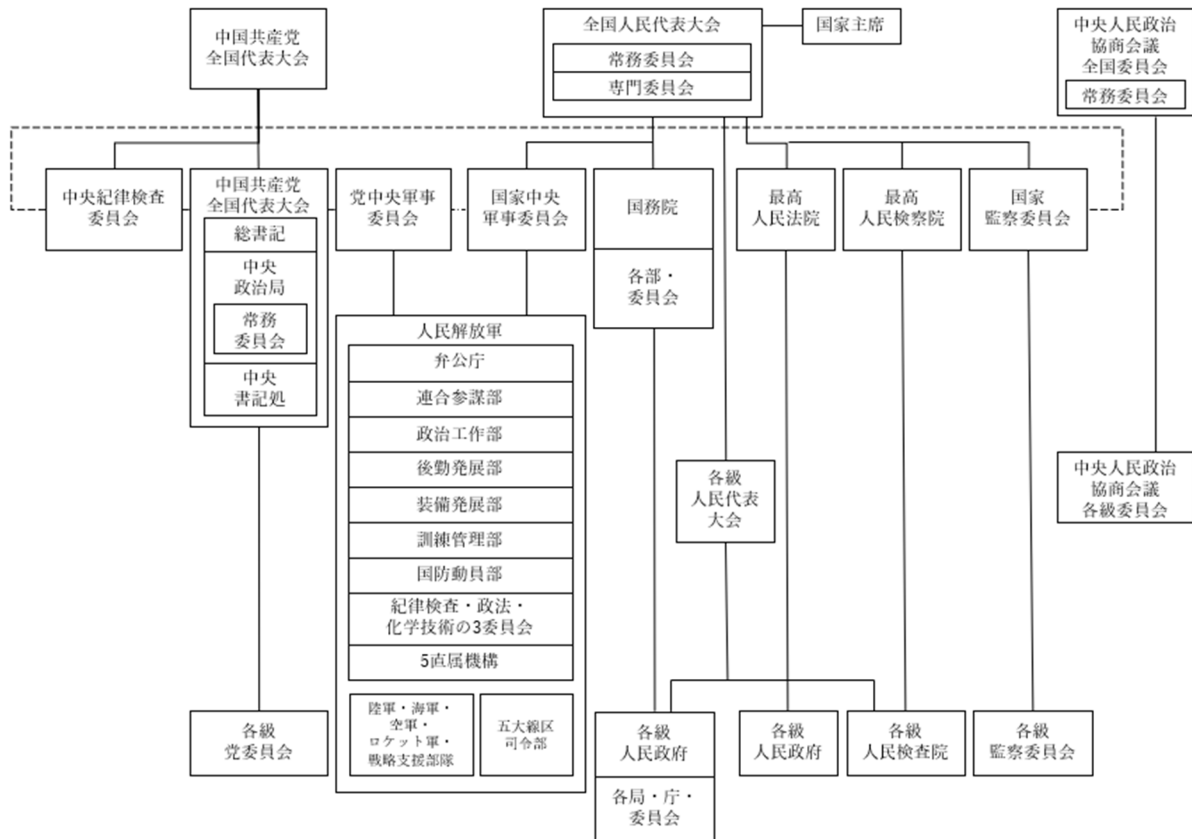 中国共産党
全国代表大会
全国人民代表大会
常務委員会
専門委員会
国家主席
中央人民政治
協商会議
全国委員会
常務委員会
中央紀律検査
委員会
中国共産党
全国代表大会
総書記
中央
政治局
常務
委員会
中央
書記処
党中央軍事
委員会
国家中央
軍事委員会
国務院
各部・
委員会
最高
人民法院
最高
人民検察院
国家
監察委員会
人民解放軍
弁公庁
連合参謀部
政治工作部
後勤発展部
装備発展部
訓練管理部
国防動員部
紀律検査・政法・
化学技術の3委員会
5直属機構
陸軍・海軍・
空軍・
ロケット軍・
戦略支援部隊
五大線区
司令部
各級
人民代表
大会
中央人民政治
協商会議
各級委員会
各級
党委員会
各級
人民政府
各局・庁・
委員会
各級
人民政府
各級
人民検査院
各級
監察委員会